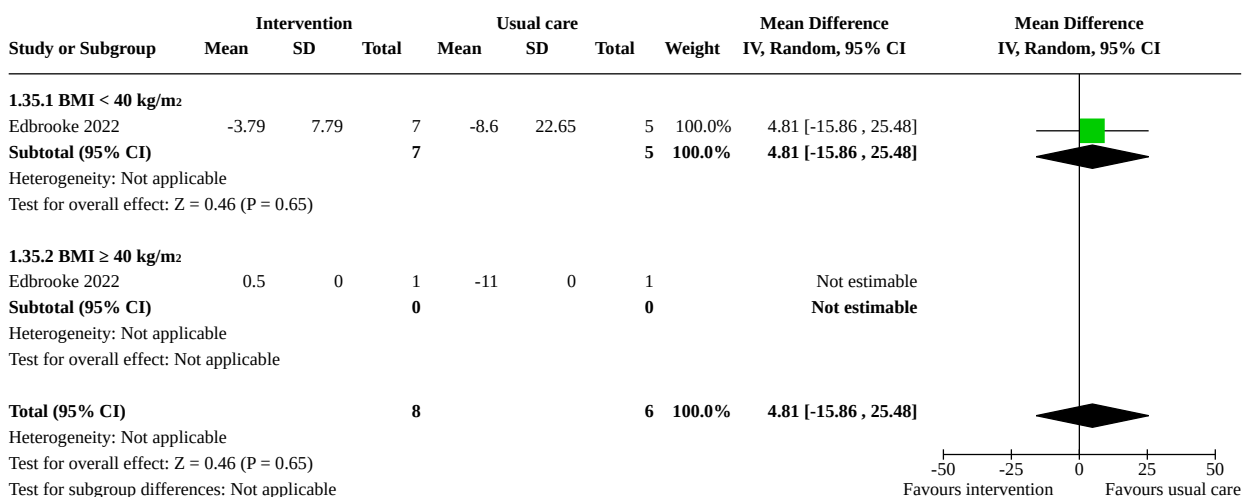 Intervention Usual care Mean Difference Mean Difference
Study or Subgroup Mean SD Total Mean SD Total Weight IV, Random, 95% CI IV, Random, 95% CI
1.35.1 BMI < 40 kg/m2
Edbrooke 2022 -3.79 7.79 7 -8.6 22.65 5 100.0% 4.81 [-15.86 , 25.48]
Subtotal (95% CI) 7 5 100.0% 4.81 [-15.86 , 25.48]
Heterogeneity: Not applicable
Test for overall effect: Z = 0.46 (P = 0.65)
1.35.2 BMI ≥ 40 kg/m2
Edbrooke 2022 0.5 0 1 -11 0 1 Not estimable
Subtotal (95% CI) 0 0 Not estimable
Heterogeneity: Not applicable
Test for overall effect: Not applicable
Total (95% CI) 8 6 100.0% 4.81 [-15.86 , 25.48]
Heterogeneity: Not applicable
Test for overall effect: Z = 0.46 (P = 0.65)
-50 -25 0 25 50
Test for subgroup differences: Not applicable Favours intervention Favours usual care